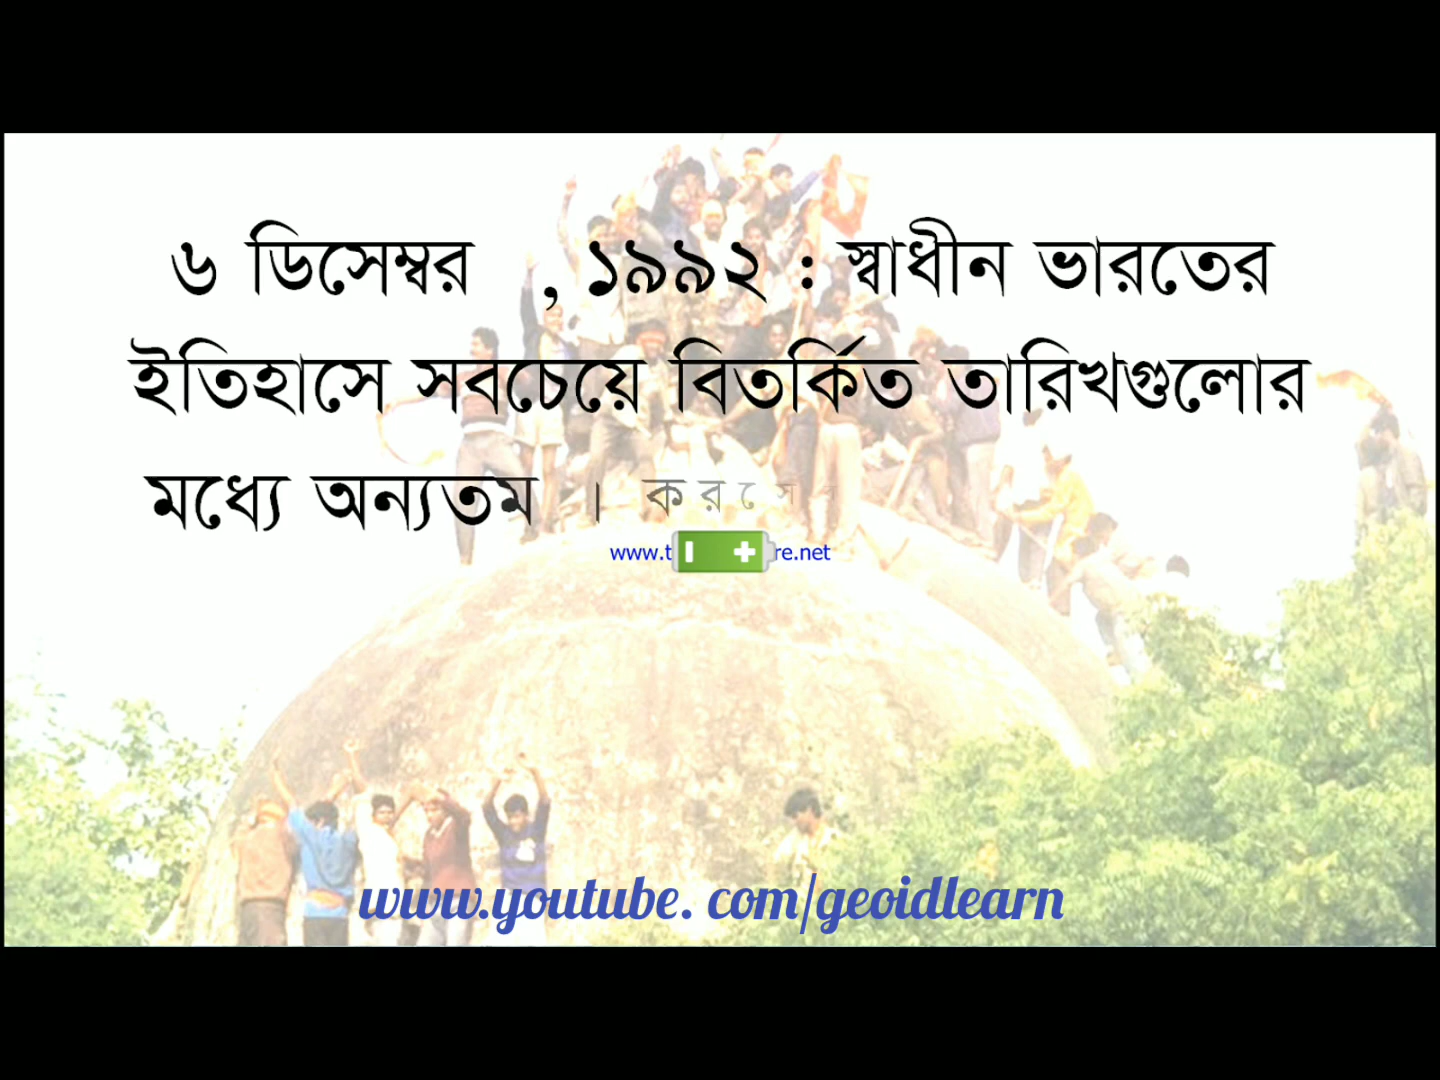 ৬ ডিসেম্বর , ১৯৯২ : স্বাধীন ভারতের
ইতিহাসে সবচেয়ে বিতর্কিত তারিখগুলোর
মধ্যে অন্যতম ।
www.youtube. com/geoidlearn